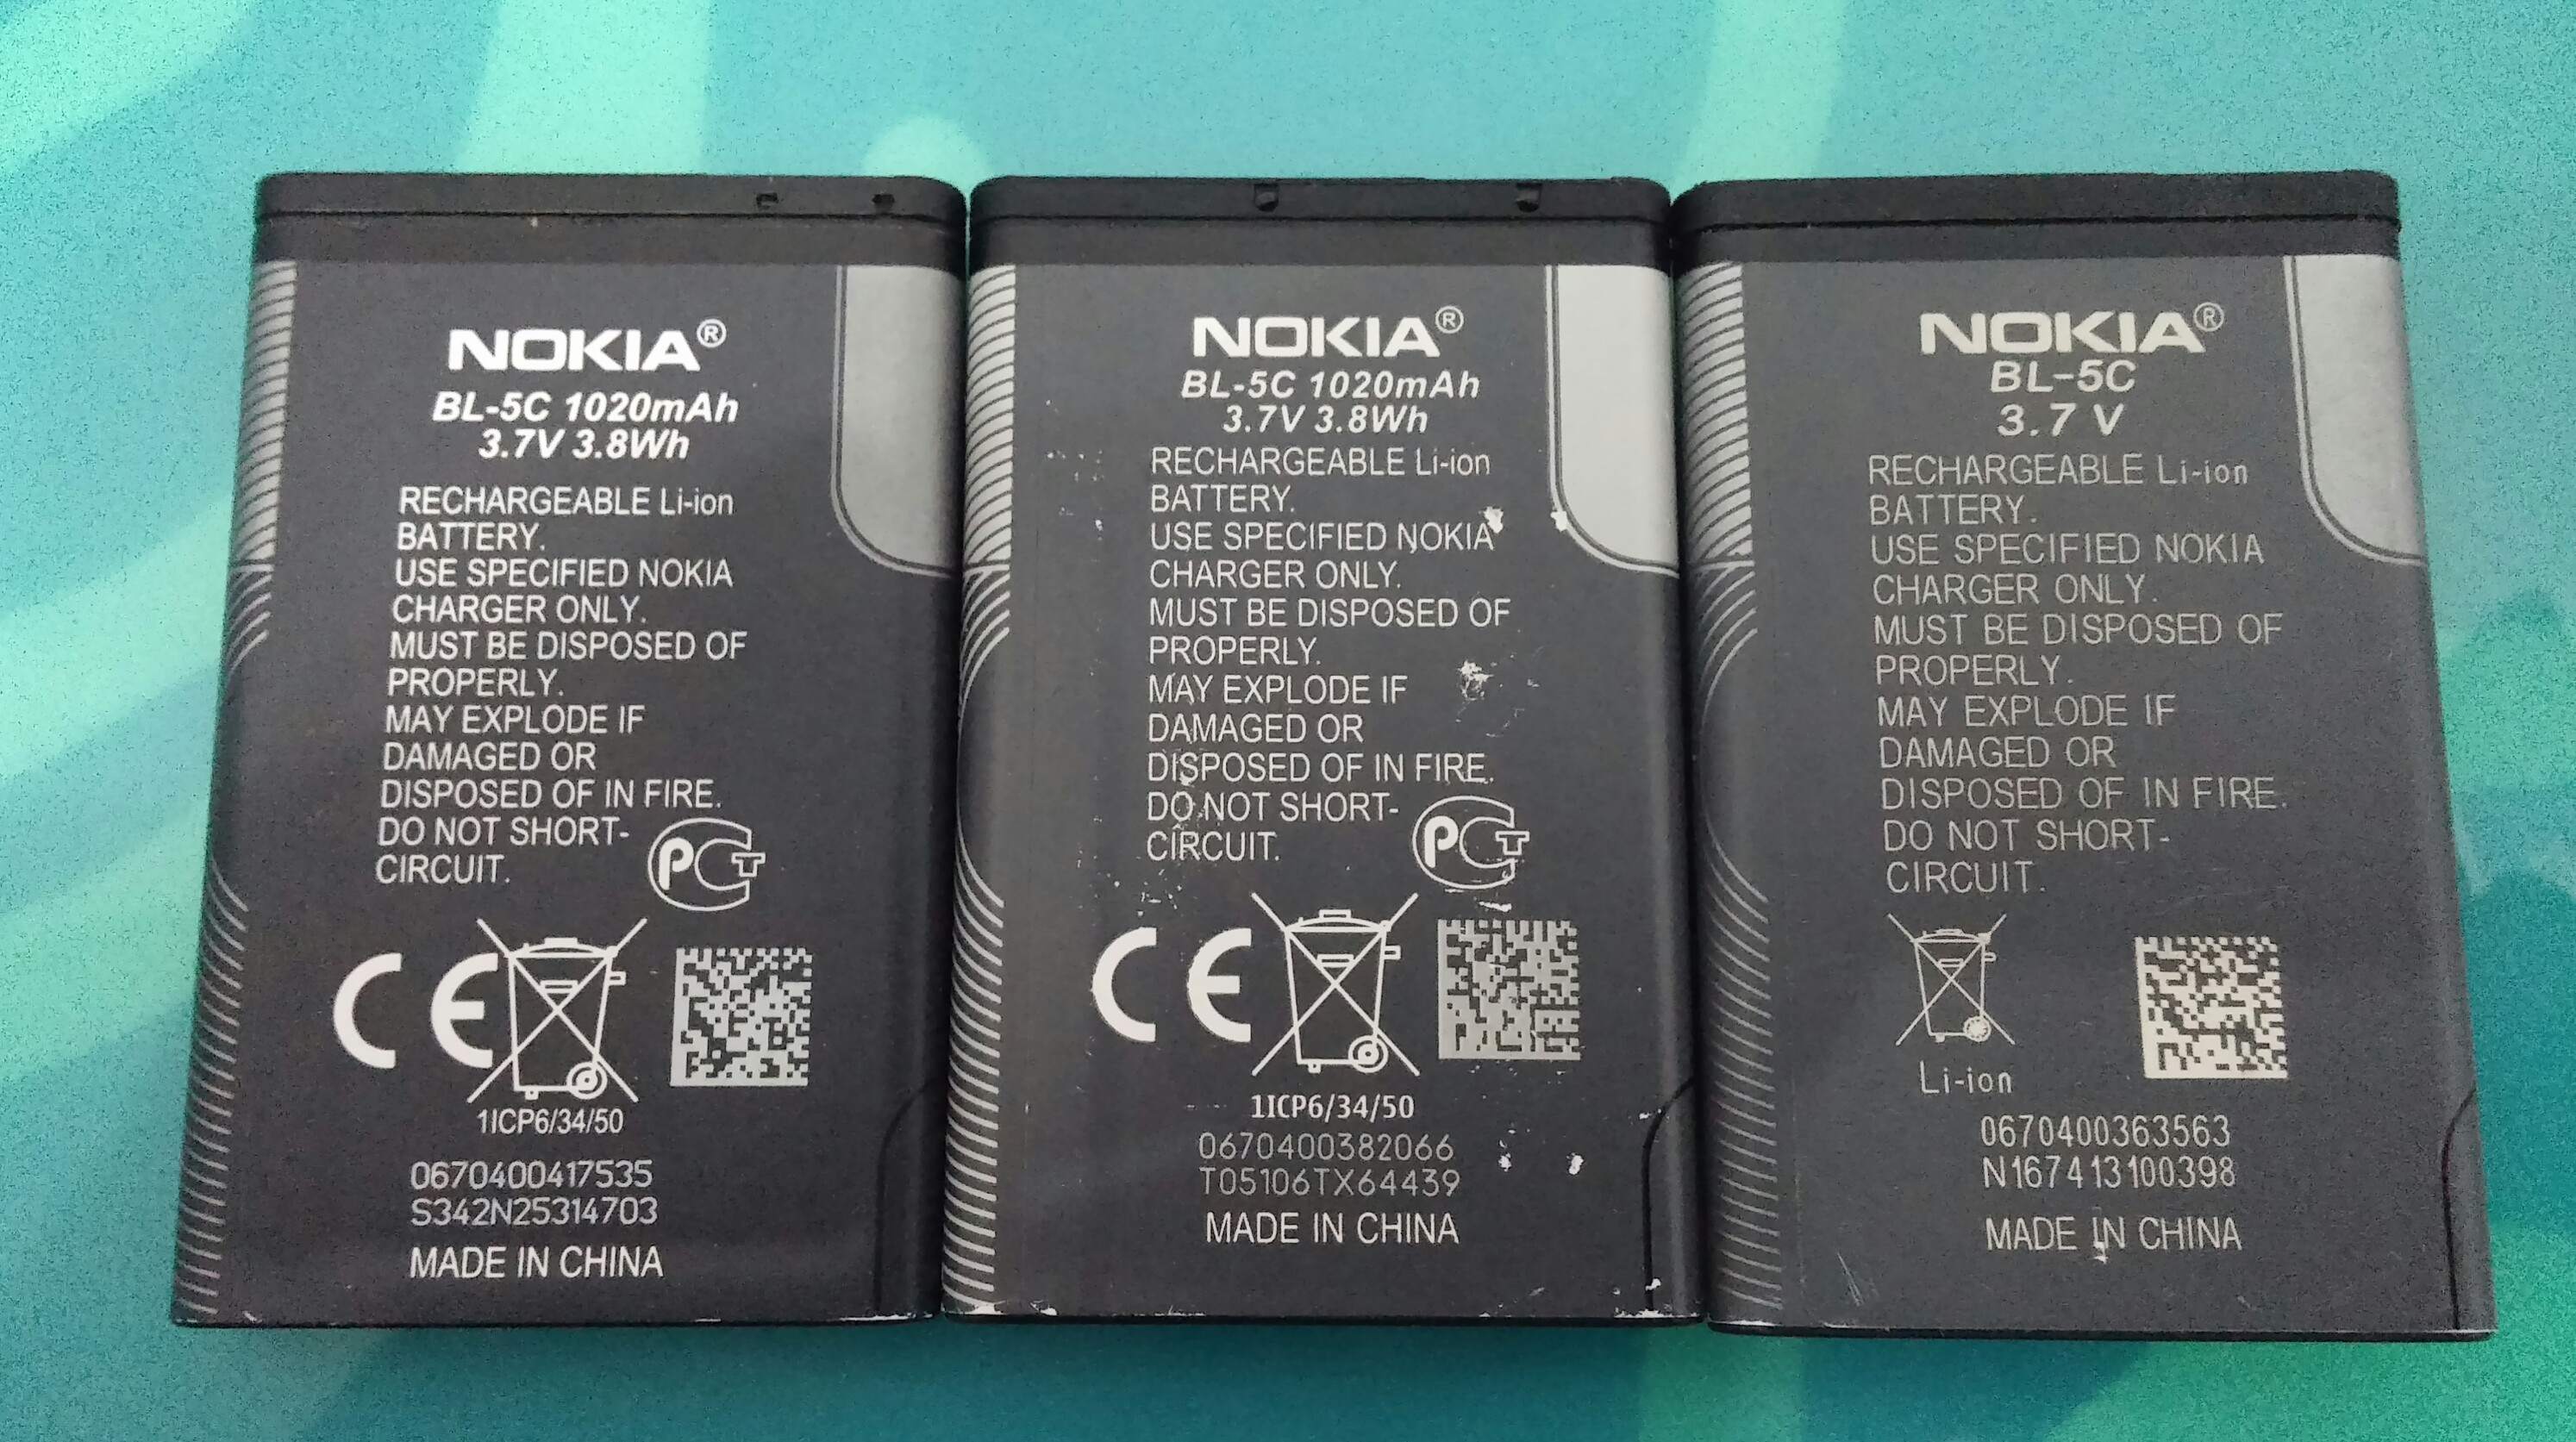 NOKIA®
BL-5C 1020mAh
3.7V 3.8Wh
RECHARGEABLE Li-ion
BATTERY.
USE SPECIFIED NOKIA
CHARGER ONLY.
MUST BE DISPOSED OF
PROPERLY.
MAY EXPLODE IF
DAMAGED OR
DISPOSED OF IN FIRE.
DO NOT SHORT-
CIRCUIT.
PCT
CE
1ICP6/34/50
0670400417535
S342N25314703
MADE IN CHINA
NOKIA®
BL-5C 1020mAh
3.7V 3.8Wh
RECHARGEABLE Li-ion
BATTERY.
USE SPECIFIED NOKIA
CHARGER ONLY.
MUST BE DISPOSED OF
PROPERLY.
MAY EXPLODE IF
DAMAGED OR
DISPOSED OF IN FIRE.
DO NOT SHORT-
CIRCUIT.
PCT
CE
1ICP6/34/50
0670400382066
T05106TX64439
MADE IN CHINA
NOKIA®
BL-5C
3.7 V
RECHARGEABLE Li-ion
BATTERY.
USE SPECIFIED NOKIA
CHARGER ONLY.
MUST BE DISPOSED OF
PROPERLY.
MAY EXPLODE IF
DAMAGED OR
DISPOSED OF IN FIRE.
DO NOT SHORT-
CIRCUIT.
Li-ion
0670400363563
N167413100398
MADE IN CHINA